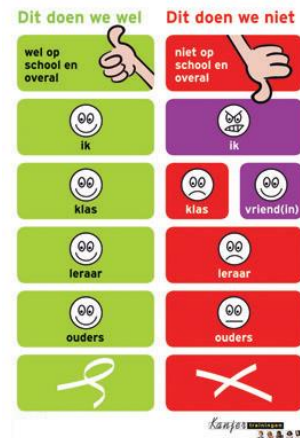 Dit doen we wel
Dit doen we niet
wel op
school en
overal
niet op
school en
overal
ik
ik
klas
klas
vriend(in)
leraar
leraar
ouders
ouders
Kanjer trainingen